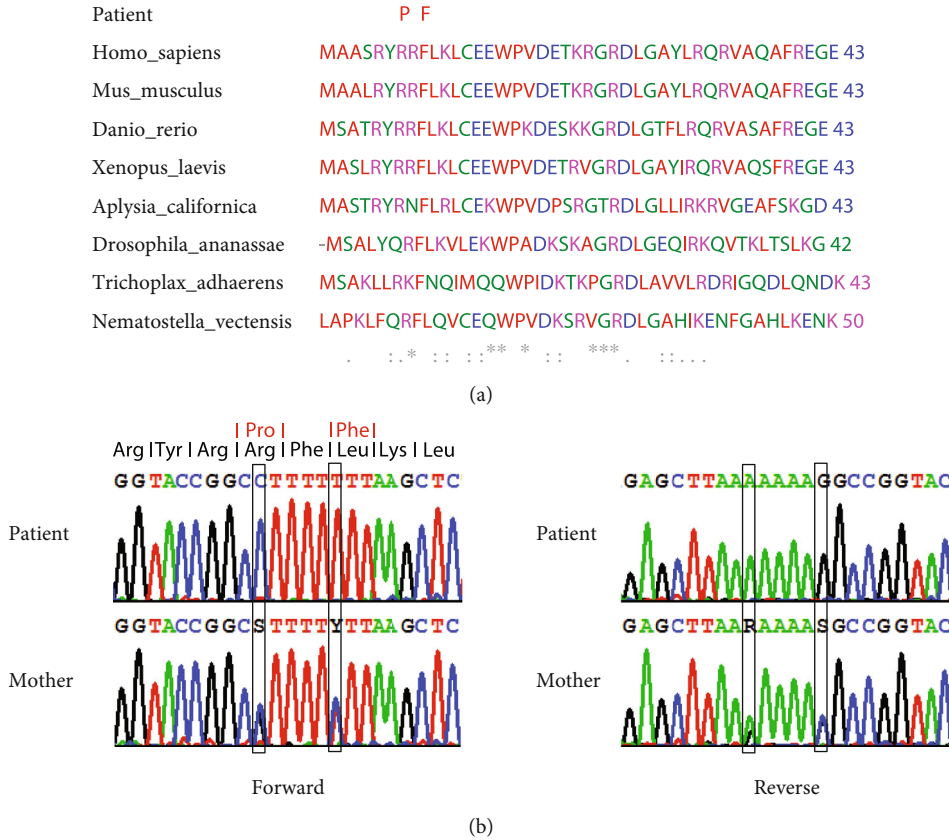 Patient P F
Homo_sapiens MAASRYRRFLKLCEEWPVDETKRGRDLGAYLRQRVAQAFREGE 43
Mus_musculus MAALRYRRFLKLCEEWPVDETKRGRDLGAYLRQRVAQAFREGE 43
Danio_rerio MSATRYRRFLKLCEEWPKDESKKGRDLGTFLRQRVASAFREGE 43
Xenopus_laevis MASLRYRRFLKLCEEWPVDETRVGRDLGAYIRQRVAQSFREGE 43
Aplysia_californica MASTRYRNFLRLCEKWPVDPSRGTRDLGLLIRKRVGEAFSKGD 43
Drosophila_ananassae -MSALYQRFLKVLEKWPADKSKAGRDLGEQIRKQVTKLTSLKG 42
Trichoplax_adhaerens MSAKLLRKFNQIMQQWPIDKTKPGRDLAVVLRDRIGQDLQNDK 43
Nematostella_vectensis LAPKLFQRFLQVCEQWPVDKSRVGRDLGAHIKENFGAHLKENK 50
. :.* :: ::** * :: ***. ::...
(a)
|Pro| |Phe|
Arg|Tyr|Arg|Arg|Phe|Leu|Lys|Leu
Patient GGTACCGGCCTTTTTTTAAGCTC GAGCTTAAAAAAAGGCCGGTAC Patient
Mother GGTACCGGCSTTTTYTTAAGCTC GAGCTTAARAAAASGCCGGTAC Mother
Forward Reverse
(b)